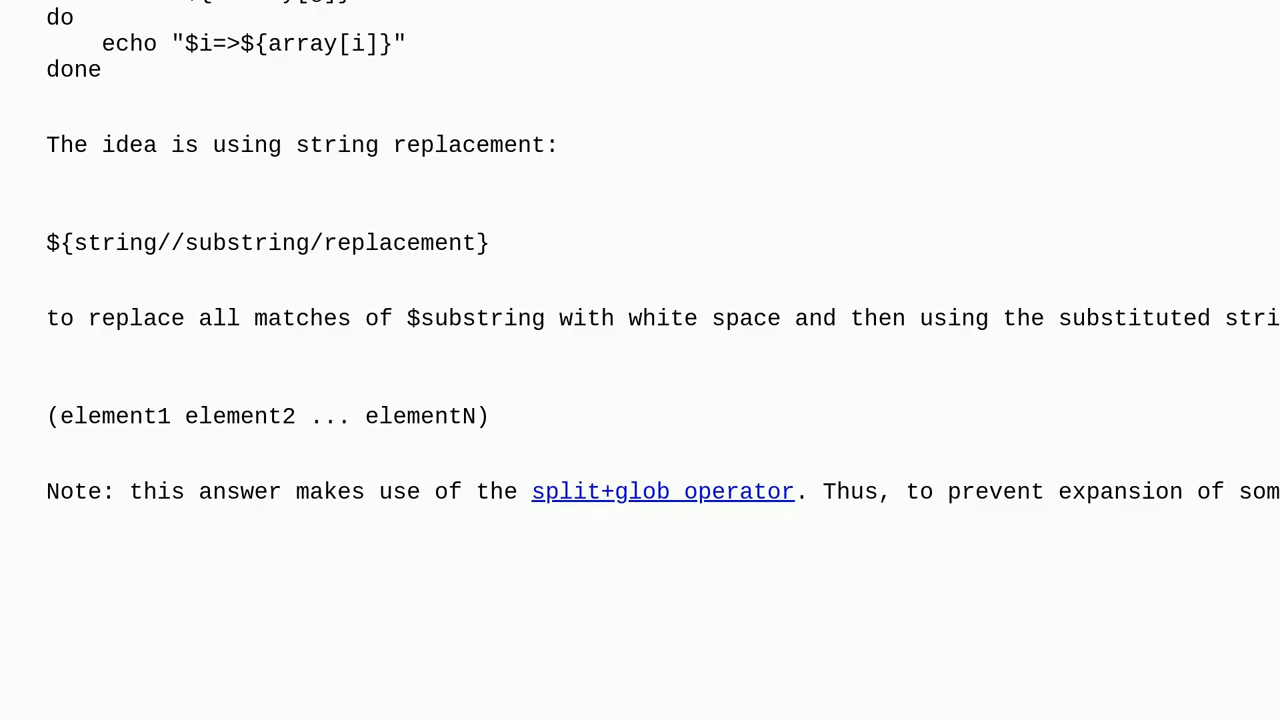 do
    echo "$i=>${array[i]}"
done
The idea is using string replacement:
${string//substring/replacement}
to replace all matches of $substring with white space and then using the substituted stri
(element1 element2 ... elementN)
Note: this answer makes use of the split+glob operator. Thus, to prevent expansion of som